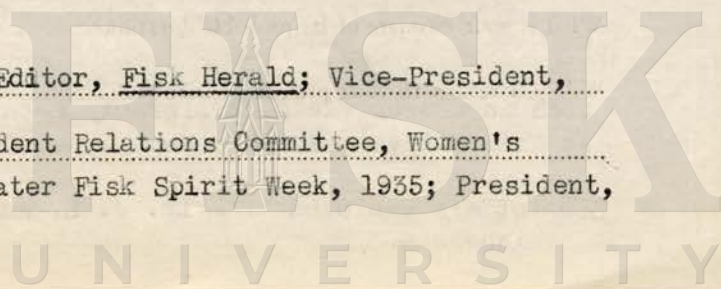 Editor, Fisk Herald; Vice-President,
dent Relations Committee, Women's
ater Fisk Spirit Week, 1935; President,
FISK
UNIVERSITY